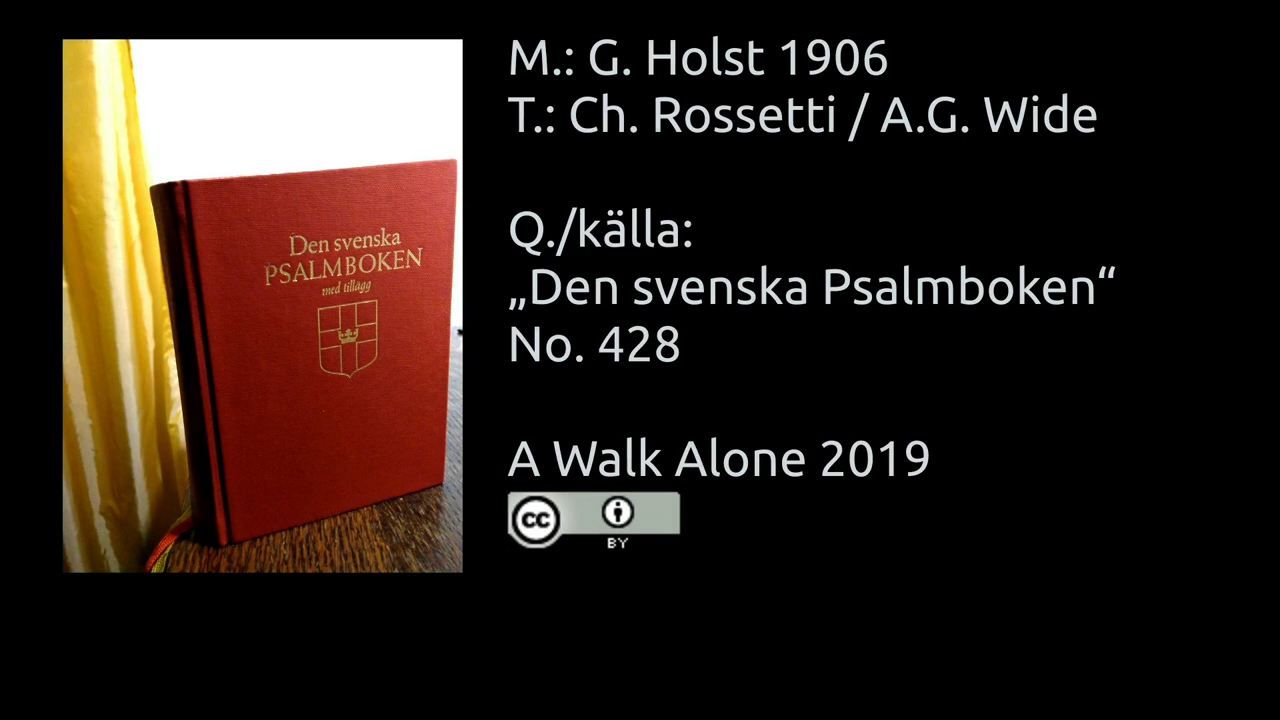 Den svenska
PSALMBOKEN
med tillägg
M.: G. Holst 1906
T.: Ch. Rossetti / A.G. Wide
Q./källa:
„Den svenska Psalmboken“
No. 428
A Walk Alone 2019
cc
BY